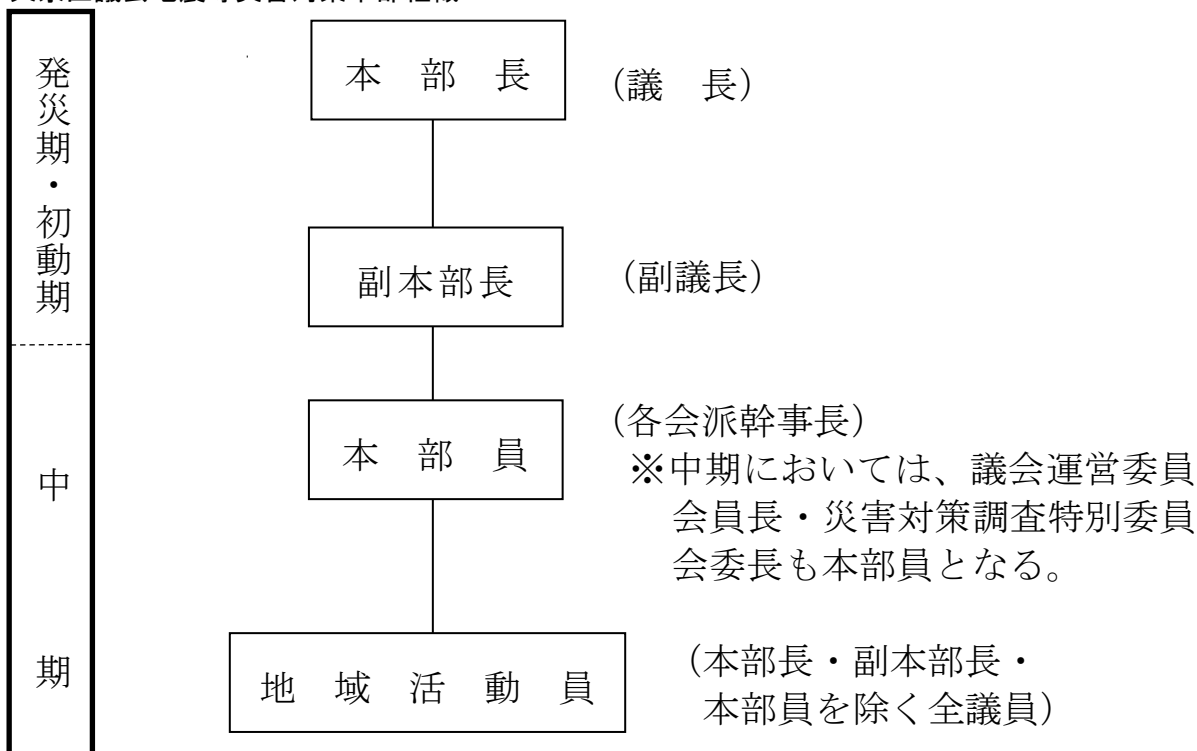 発災期・初動期
本 部 長
(議 長)
副本部長
(副議長)
本 部 員
(各会派幹事長)
※中期においては、議会運営委員
会員長・災害対策調査特別委員
会委長も本部員となる。
中 期
地 域 活 動 員
(本部長・副本部長・
本部員を除く全議員)